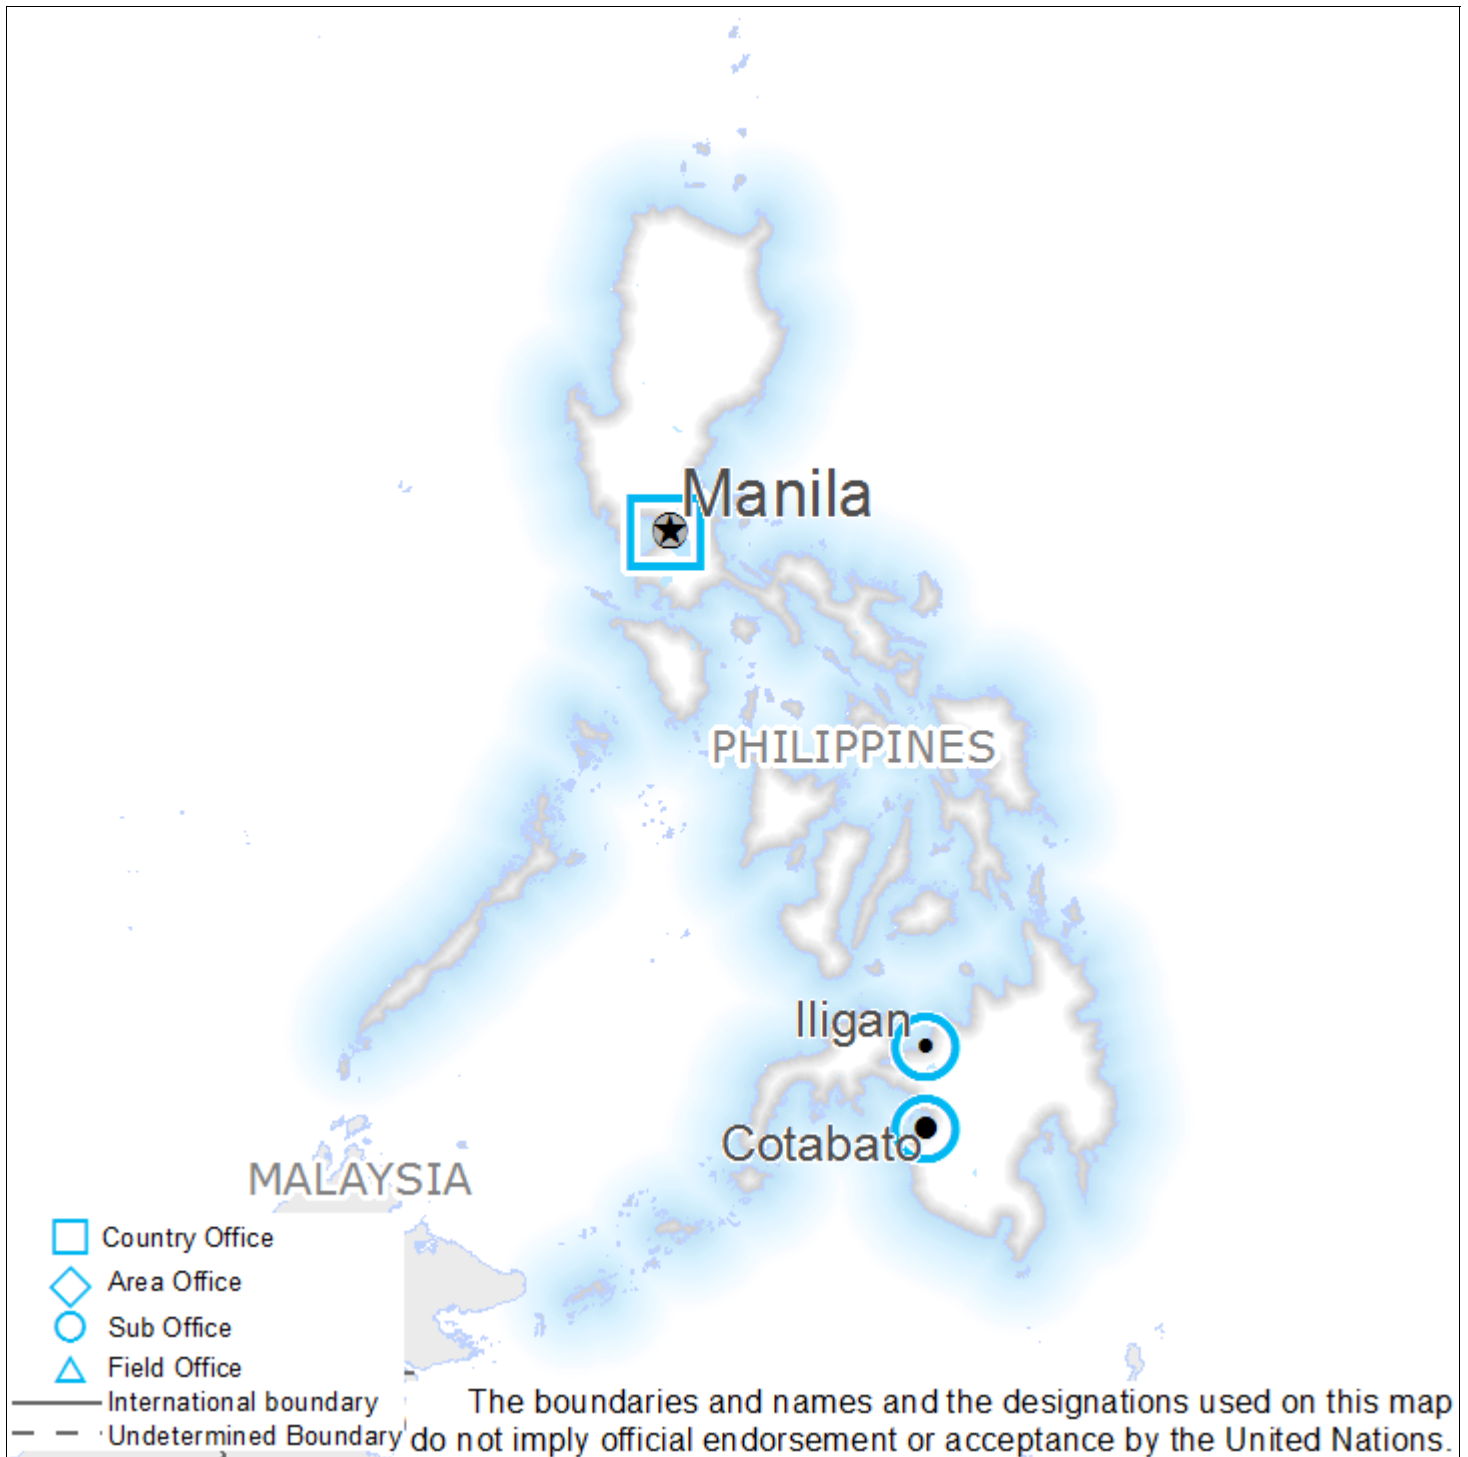 Manila
PHILIPPINES
Iligan
Cotabato
MALAYSIA
Country Office
Area Office
Sub Office
Field Office
International boundary
Undetermined Boundary
The boundaries and names and the designations used on this map
do not imply official endorsement or acceptance by the United Nations.